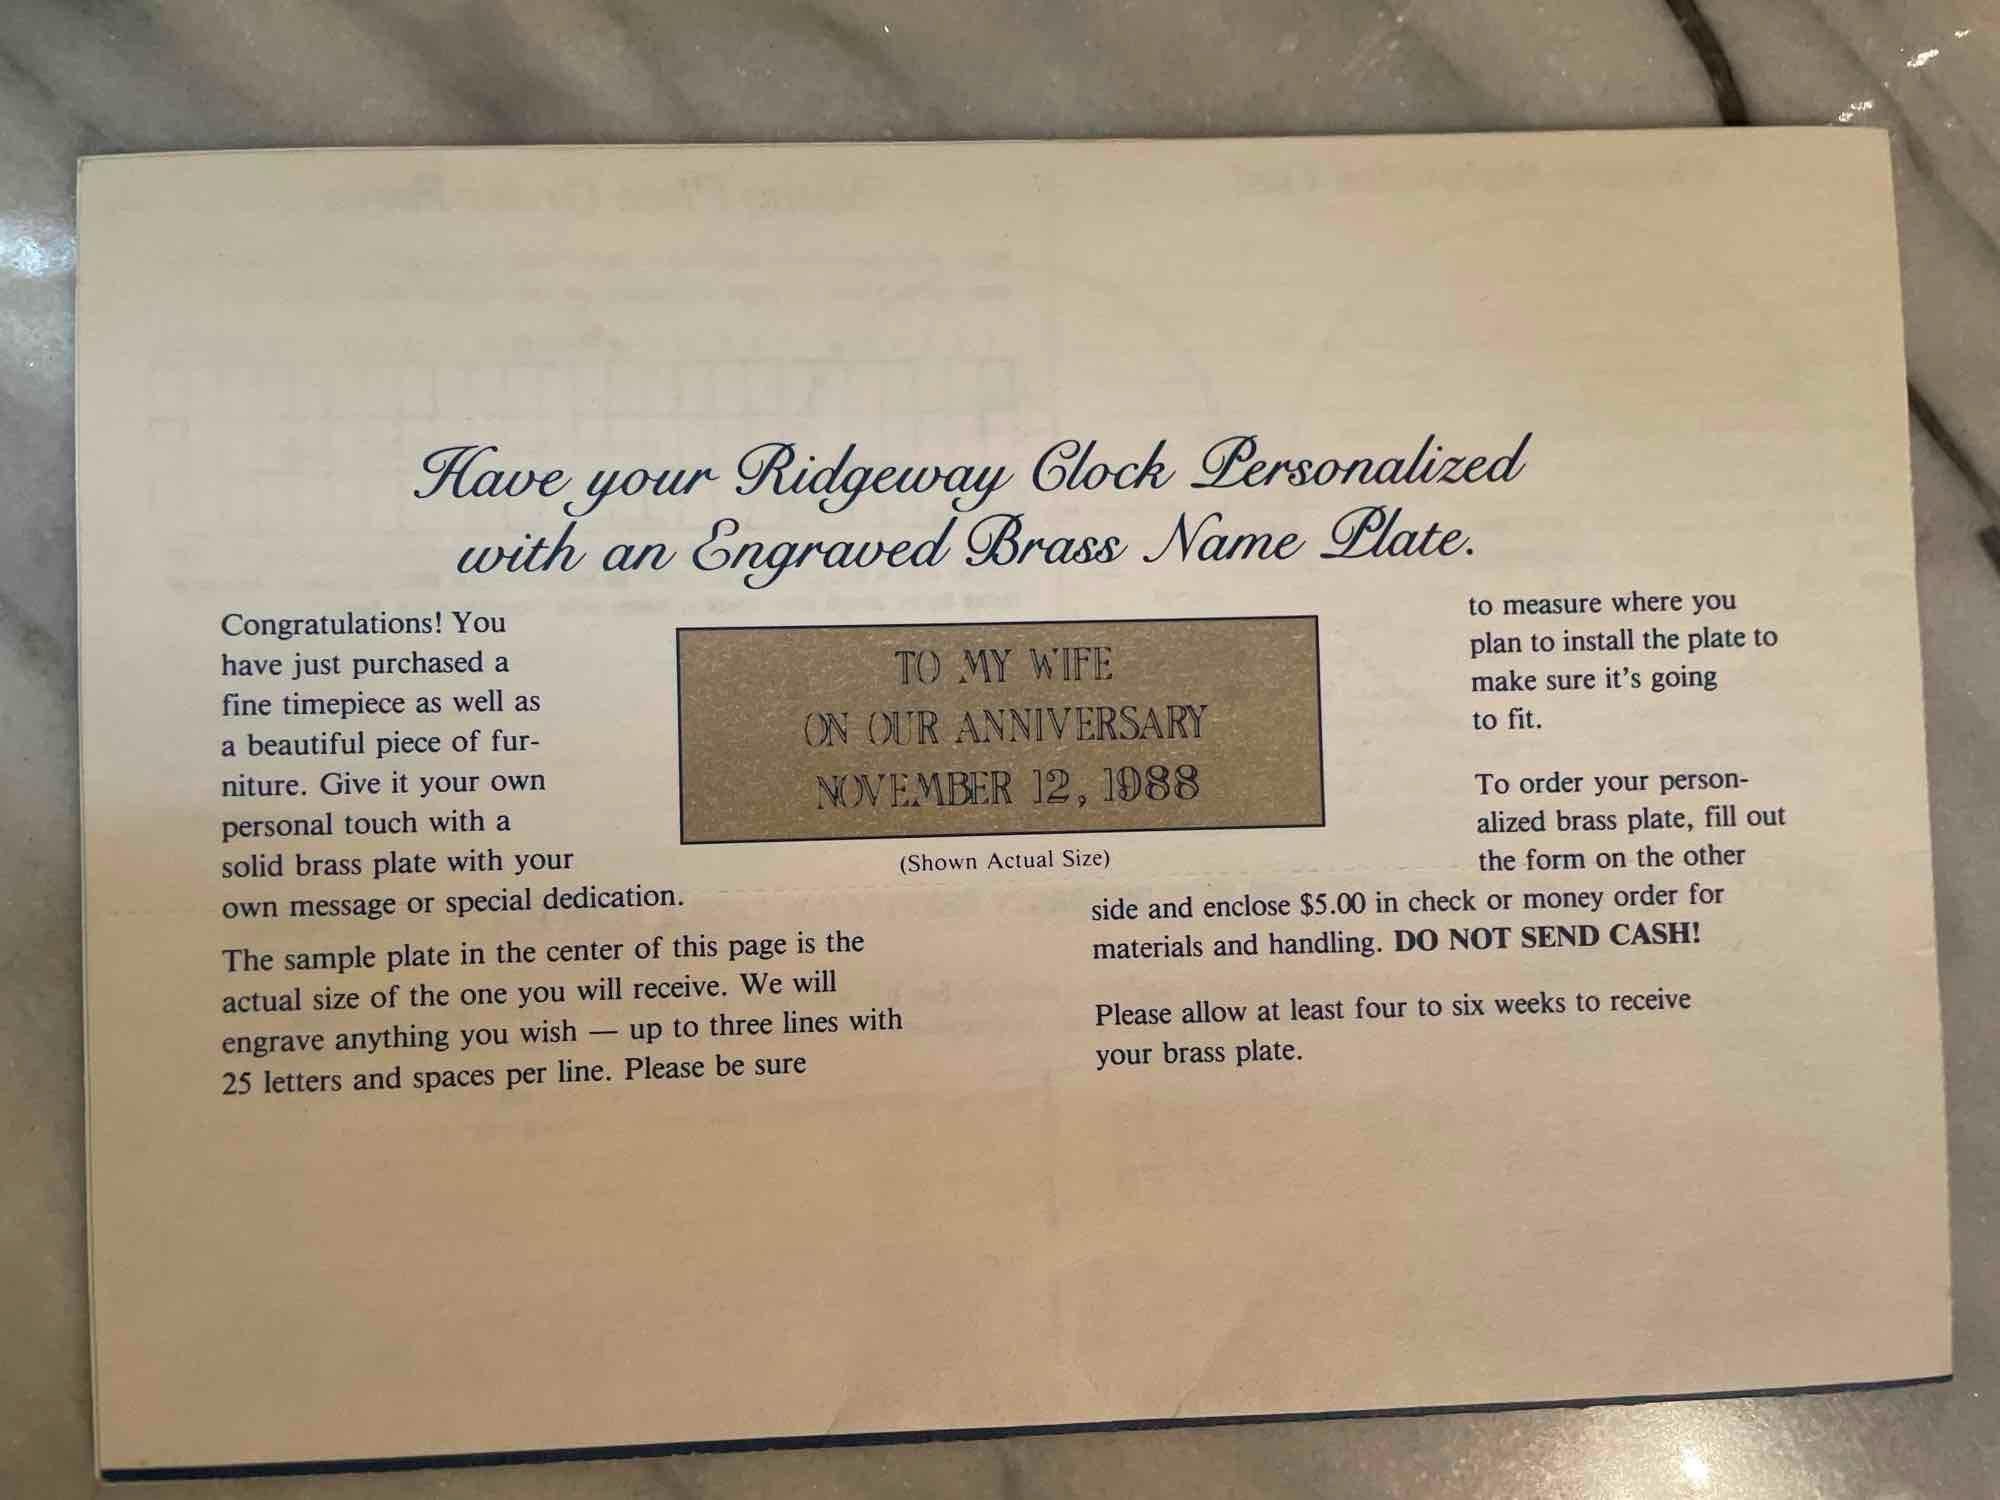 Have your Ridgeway Clock Personalized
with an Engraved Brass Name Plate.
Congratulations! You
have just purchased a
fine timepiece as well as
a beautiful piece of fur-
niture. Give it your own
personal touch with a
solid brass plate with your
own message or special dedication.
The sample plate in the center of this page is the
actual size of the one you will receive. We will
engrave anything you wish — up to three lines with
25 letters and spaces per line. Please be sure
TO MY WIFE
ON OUR ANNIVERSARY
NOVEMBER 12, 1988
(Shown Actual Size)
to measure where you
plan to install the plate to
make sure it's going
to fit.
To order your person-
alized brass plate, fill out
the form on the other
side and enclose $5.00 in check or money order for
materials and handling. DO NOT SEND CASH!
Please allow at least four to six weeks to receive
your brass plate.